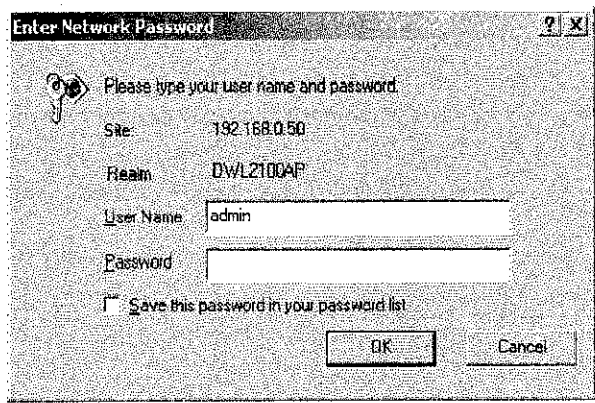 Enter Network Password
? X
Please type your user name and password.
Site: 192.168.0.50
Realm DWL2100AP
User Name admin
Password
Save this password in your password list
OK Cancel